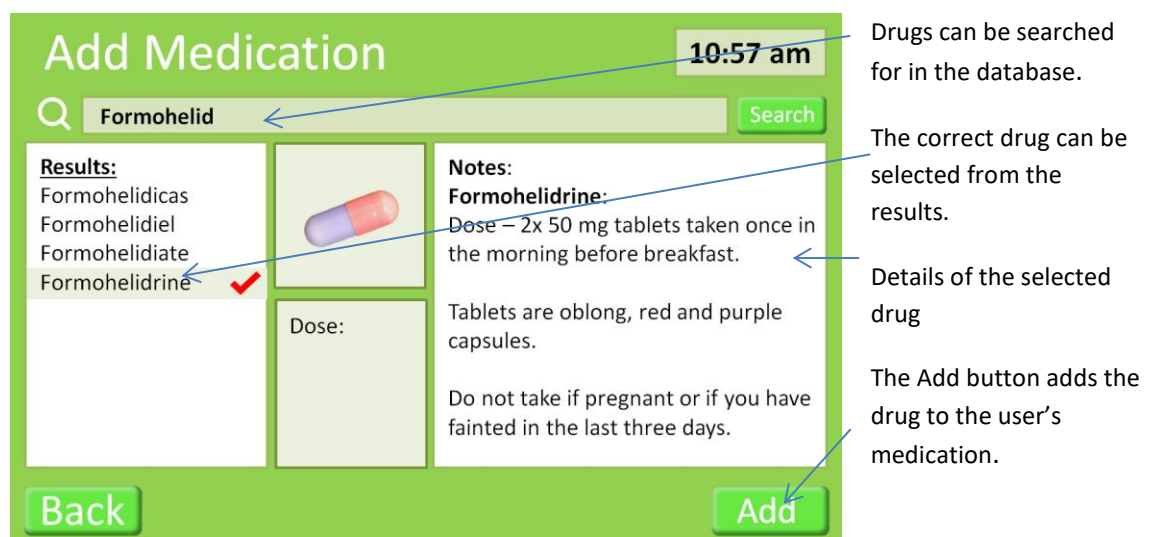 Add Medication
10:57 am
Formohelid
Search
Results:
Formohelidicas
Formohelidiel
Formohelidiate
Formohelidrine
Dose:
Notes:
Formohelidrine:
Dose – 2x 50 mg tablets taken once in
the morning before breakfast.
Tablets are oblong, red and purple
capsules.
Do not take if pregnant or if you have
fainted in the last three days.
Back
Add
Drugs can be searched
for in the database.
The correct drug can be
selected from the
results.
Details of the selected
drug
The Add button adds the
drug to the user’s
medication.